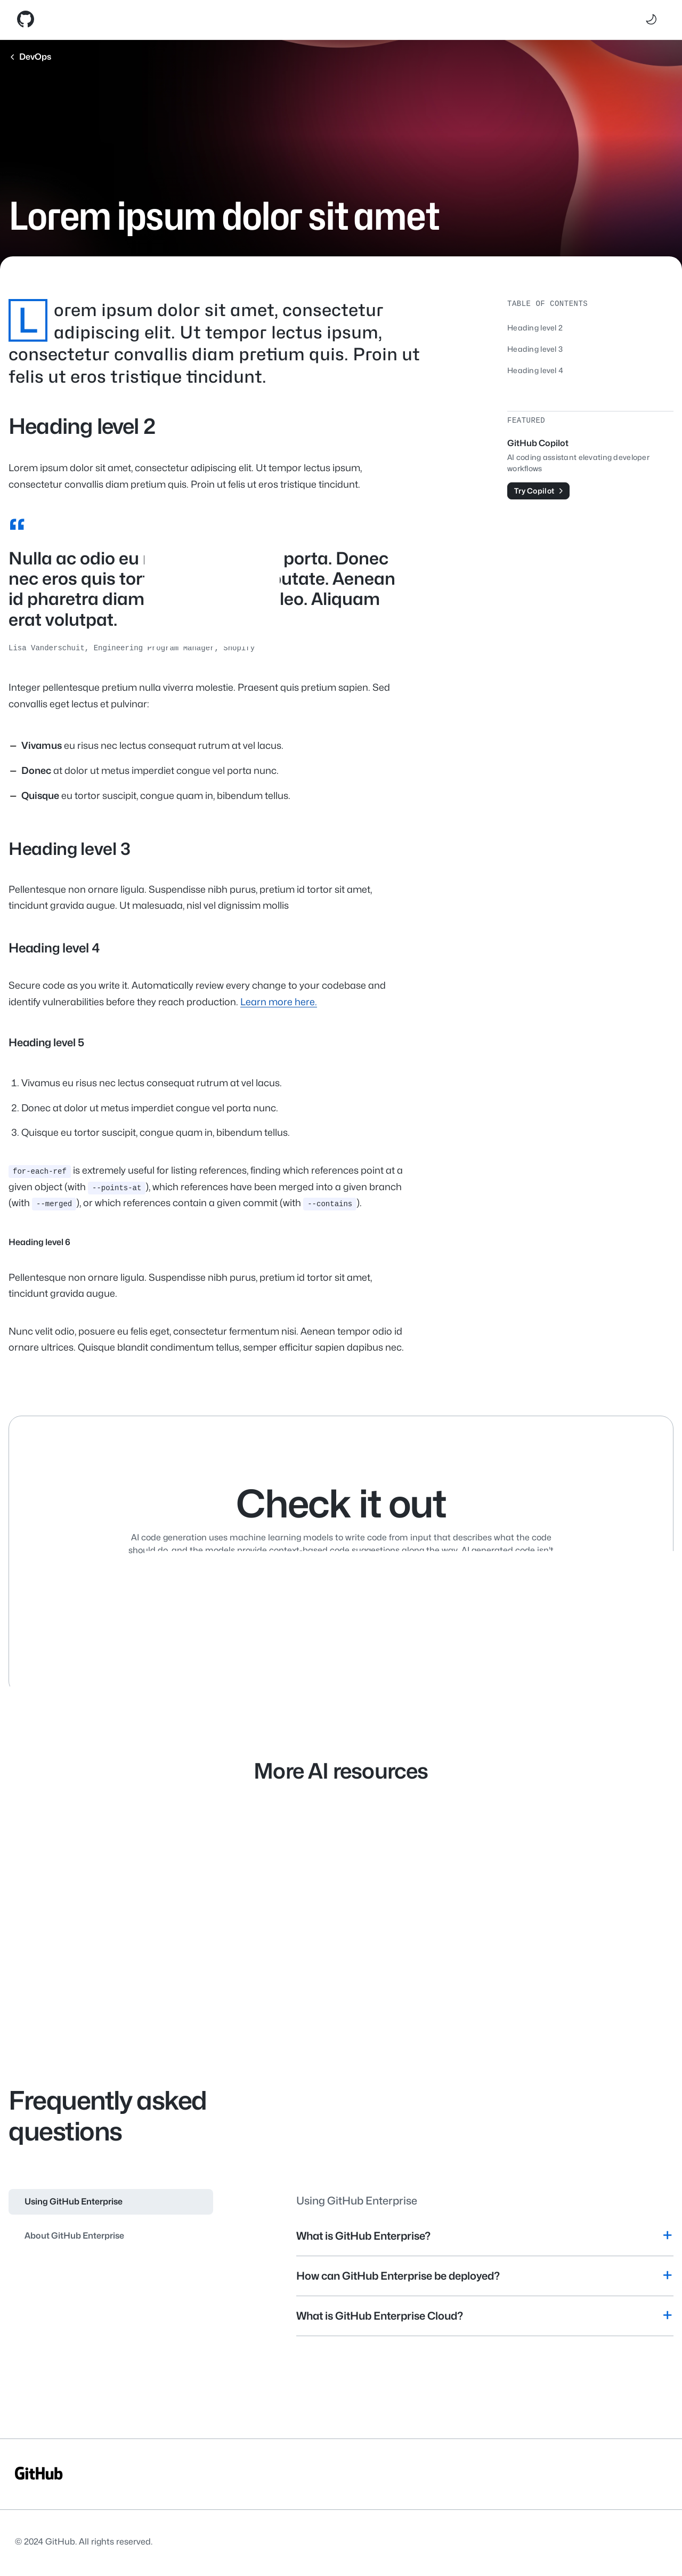 DevOps
Lorem ipsum dolor sit amet
Lorem ipsum dolor sit amet, consectetur
adipiscing elit. Ut tempor lectus ipsum,
consectetur convallis diam pretium quis. Proin ut
felis ut eros tristique tincidunt.
TABLE OF CONTENTS
Heading level 2
Heading level 3
Heading level 4
FEATURED
GitHub Copilot
AI coding assistant elevating developer
workflows
Try Copilot
Heading level 2
Lorem ipsum dolor sit amet, consectetur adipiscing elit. Ut tempor lectus ipsum,
consectetur convallis diam pretium quis. Proin ut felis ut eros tristique tincidunt.
“
Nulla ac odio eu porta. Donec
nec eros quis Aenean
id pharetra diam leo. Aliquam
erat volutpat.
Lisa Vanderschuit, Engineering Program Manager, Shopify
Integer pellentesque pretium nulla viverra molestie. Praesent quis pretium sapien. Sed
convallis eget lectus et pulvinar:
— Vivamus eu risus nec lectus consequat rutrum at vel lacus.
— Donec at dolor ut metus imperdiet congue vel porta nunc.
— Quisque eu tortor suscipit, congue quam in, bibendum tellus.
Heading level 3
Pellentesque non ornare ligula. Suspendisse nibh purus, pretium id tortor sit amet,
tincidunt gravida augue. Ut malesuada, nisl vel dignissim mollis
Heading level 4
Secure code as you write it. Automatically review every change to your codebase and
identify vulnerabilities before they reach production. Learn more here.
Heading level 5
1. Vivamus eu risus nec lectus consequat rutrum at vel lacus.
2. Donec at dolor ut metus imperdiet congue vel porta nunc.
3. Quisque eu tortor suscipit, congue quam in, bibendum tellus.
for-each-ref is extremely useful for listing references, finding which references point at a
given object (with --points-at ), which references have been merged into a given branch
(with --merged ), or which references contain a given commit (with --contains ).
Heading level 6
Pellentesque non ornare ligula. Suspendisse nibh purus, pretium id tortor sit amet,
tincidunt gravida augue.
Nunc velit odio, posuere eu felis eget, consectetur fermentum nisi. Aenean tempor odio id
ornare ultrices. Quisque blandit condimentum tellus, semper efficitur sapien dapibus nec.
Check it out
AI code generation uses machine learning models to write code from input that describes what the code
should do, and the models provide context-based code suggestions along the way. AI generated code isn't
More AI resources
Frequently asked
questions
Using GitHub Enterprise
About GitHub Enterprise
Using GitHub Enterprise
What is GitHub Enterprise?
How can GitHub Enterprise be deployed?
What is GitHub Enterprise Cloud?
GitHub
© 2024 GitHub. All rights reserved.